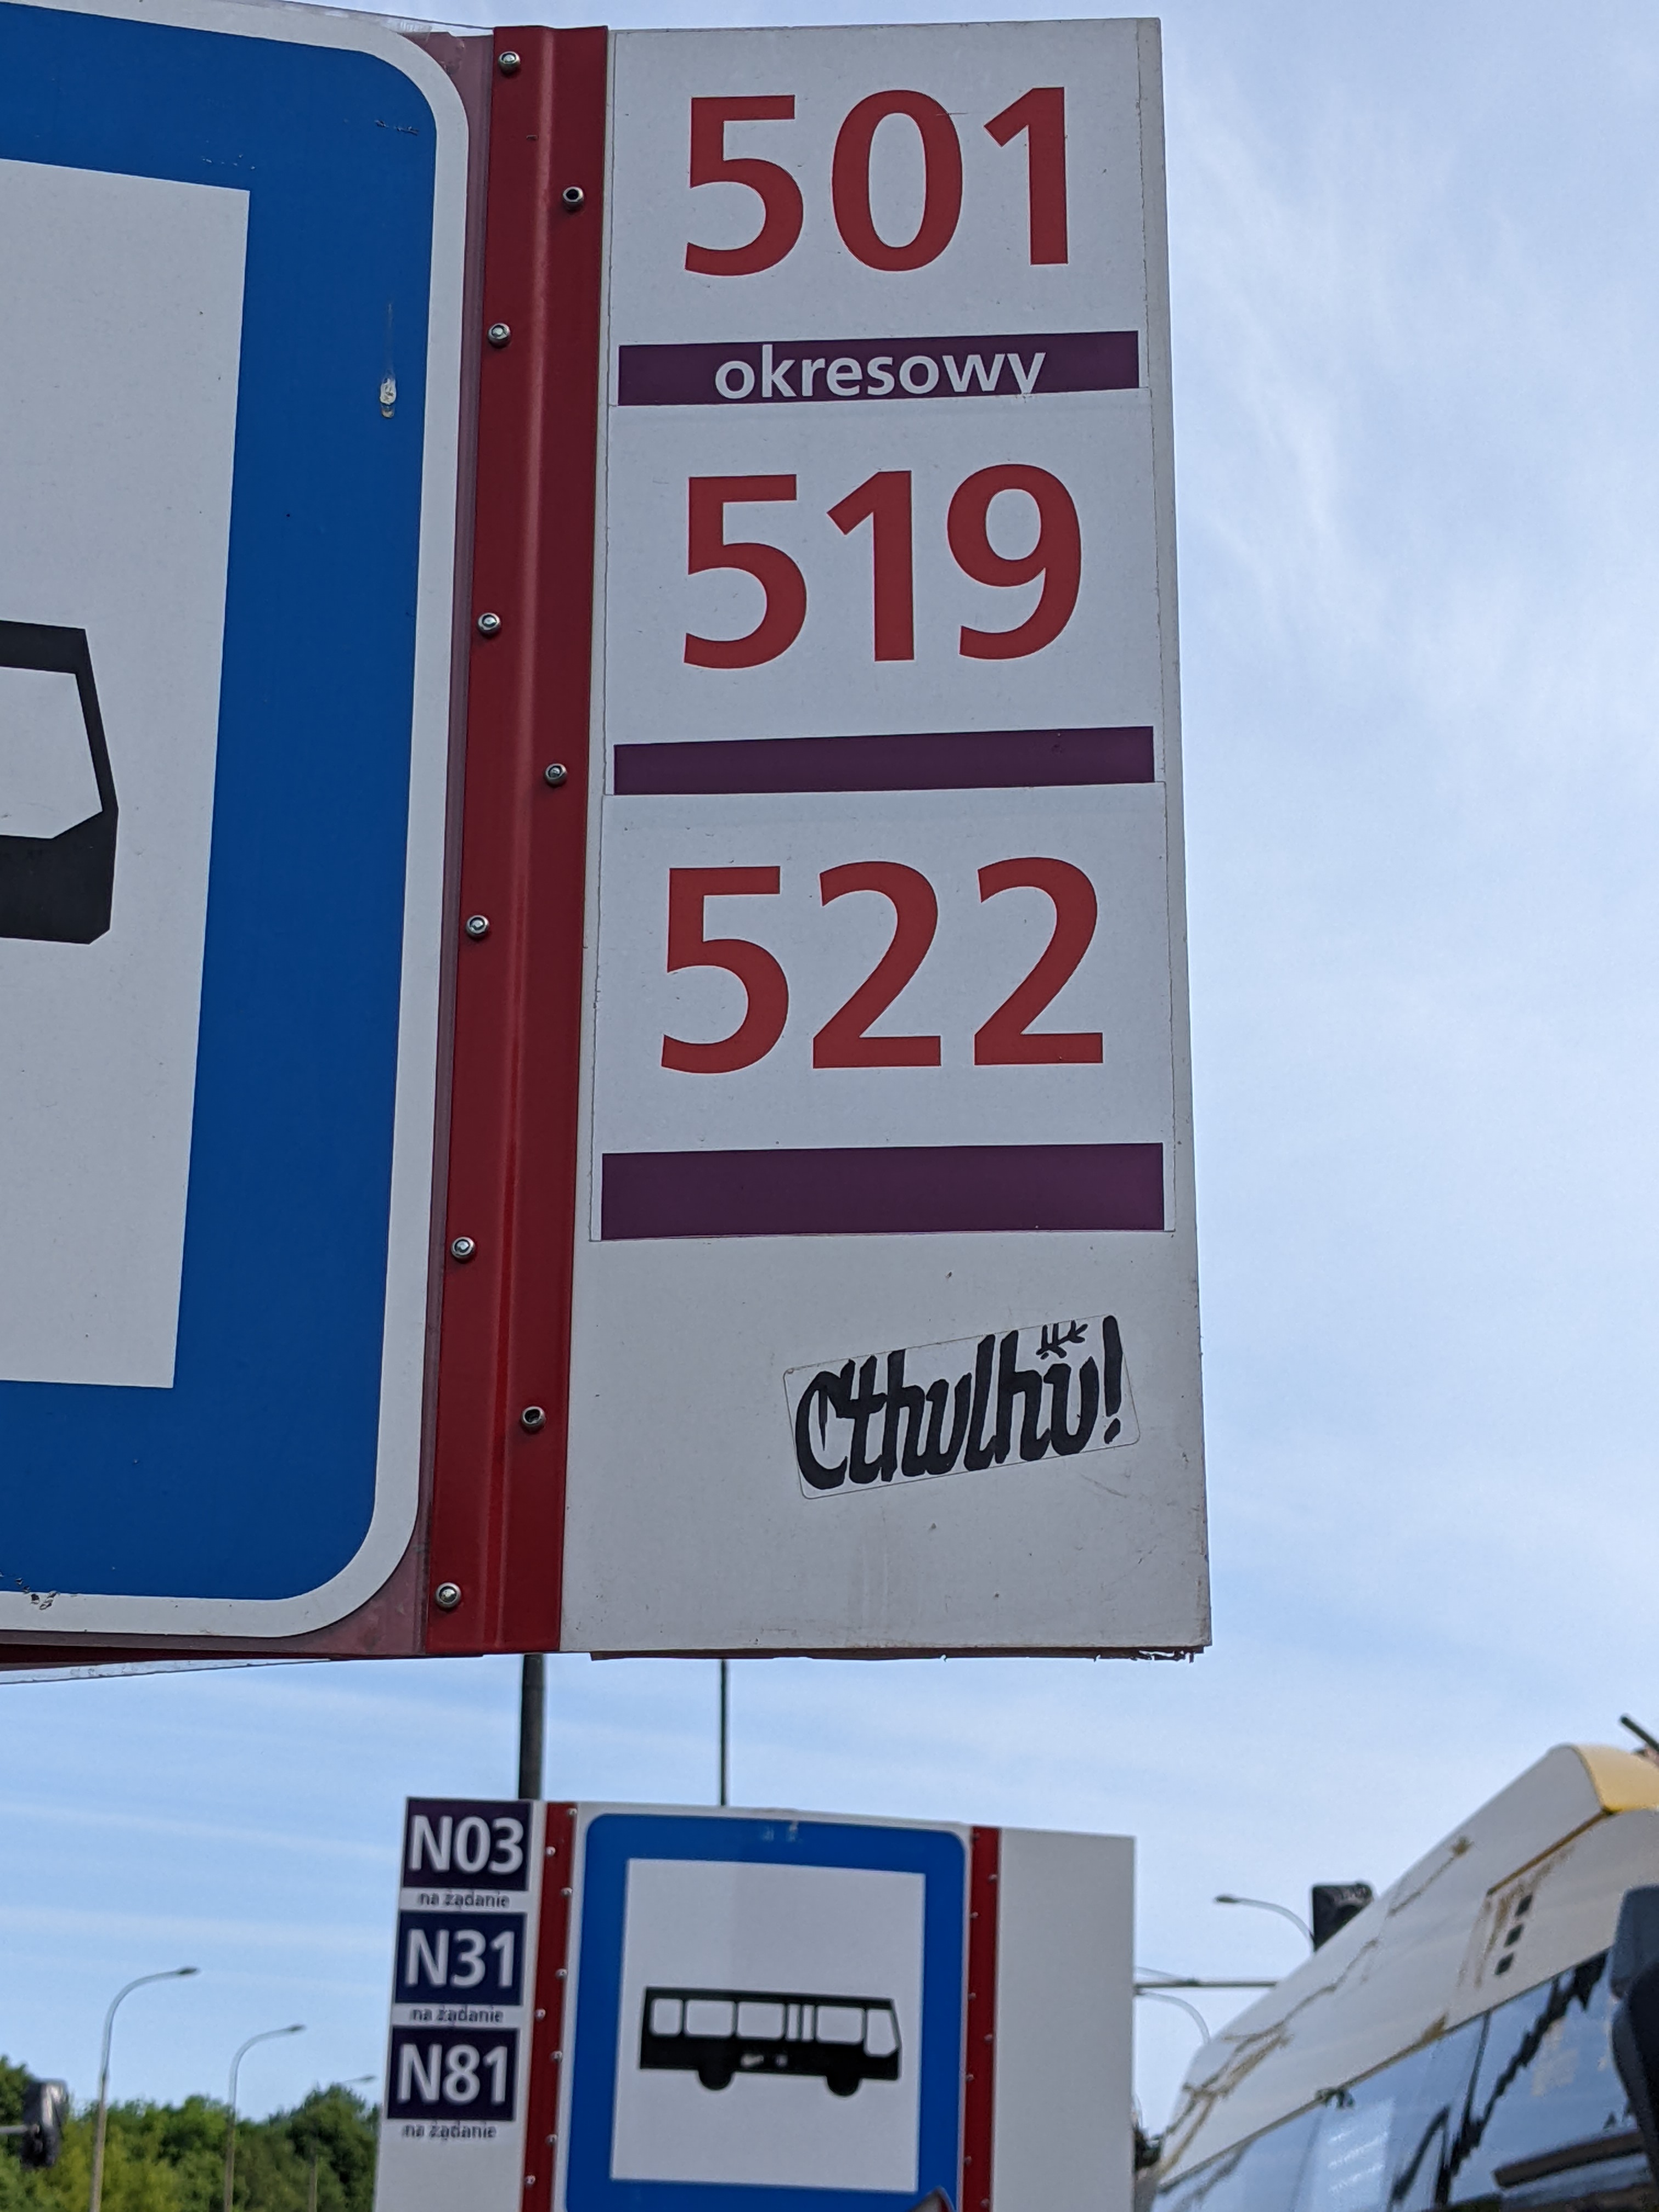 501
okresowy
519
522
Cthulhu!
N03
na żądanie
N31
na żądanie
N81
na żądanie